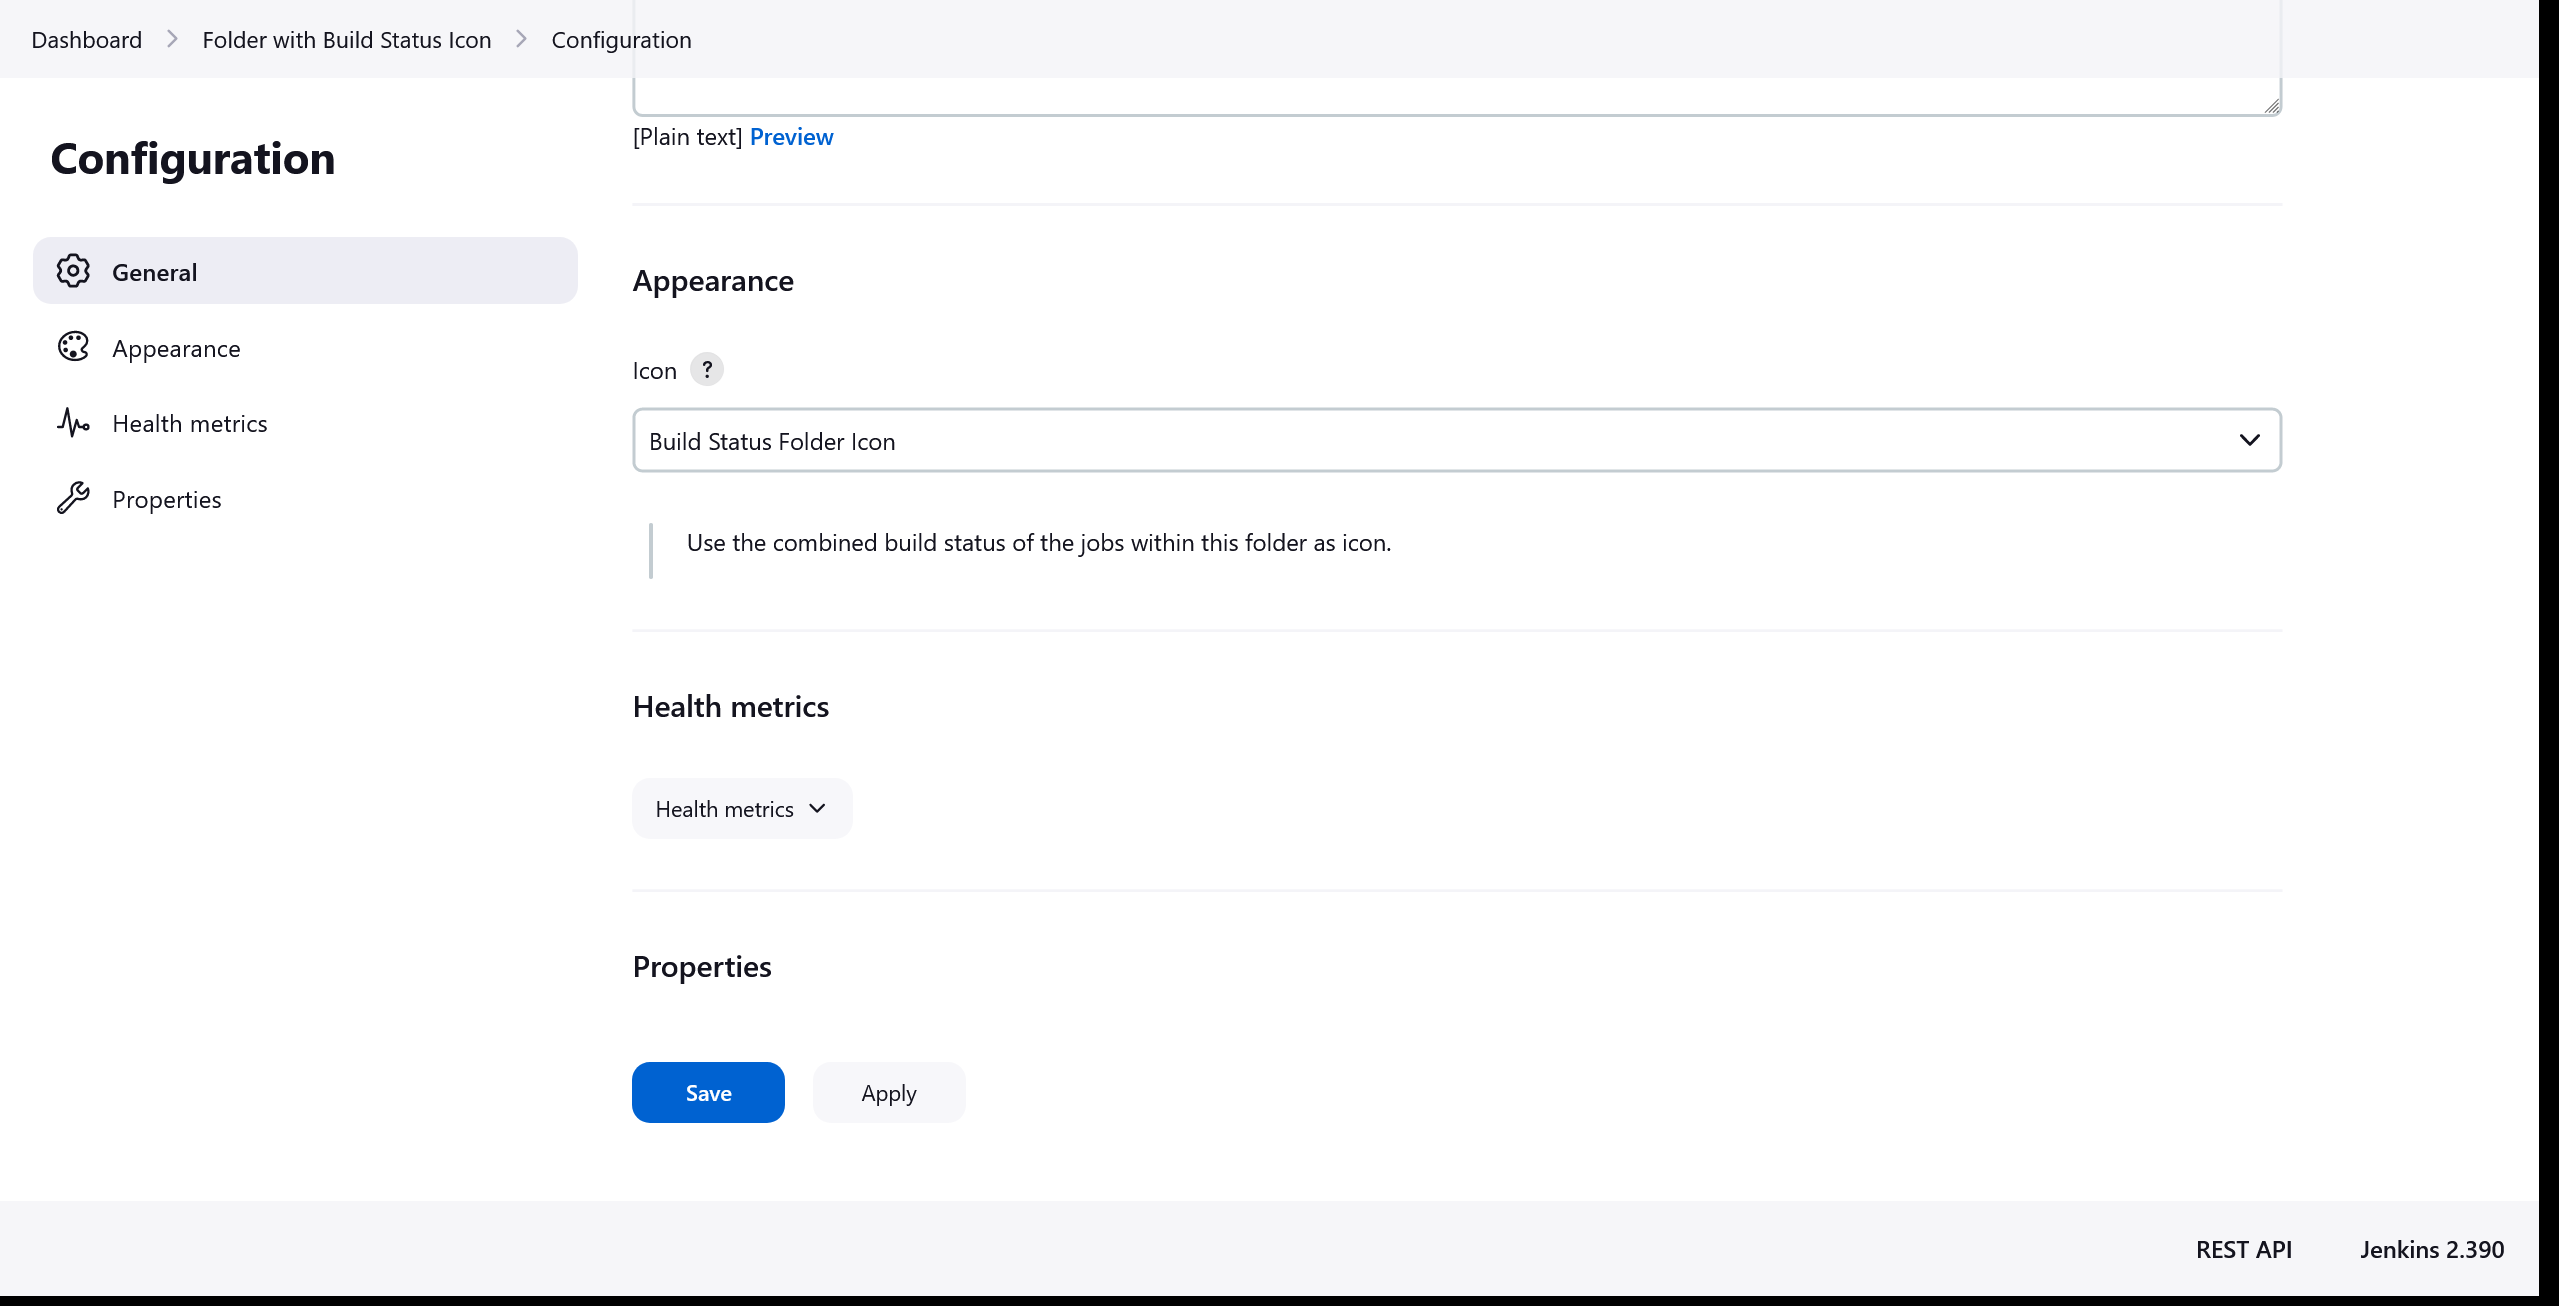 Dashboard > Folder with Build Status Icon > Configuration
Configuration
General
Appearance
Health metrics
Properties
[Plain text] Preview
Appearance
Icon ?
Build Status Folder Icon
Use the combined build status of the jobs within this folder as icon.
Health metrics
Health metrics
Properties
Save Apply
REST API Jenkins 2.390